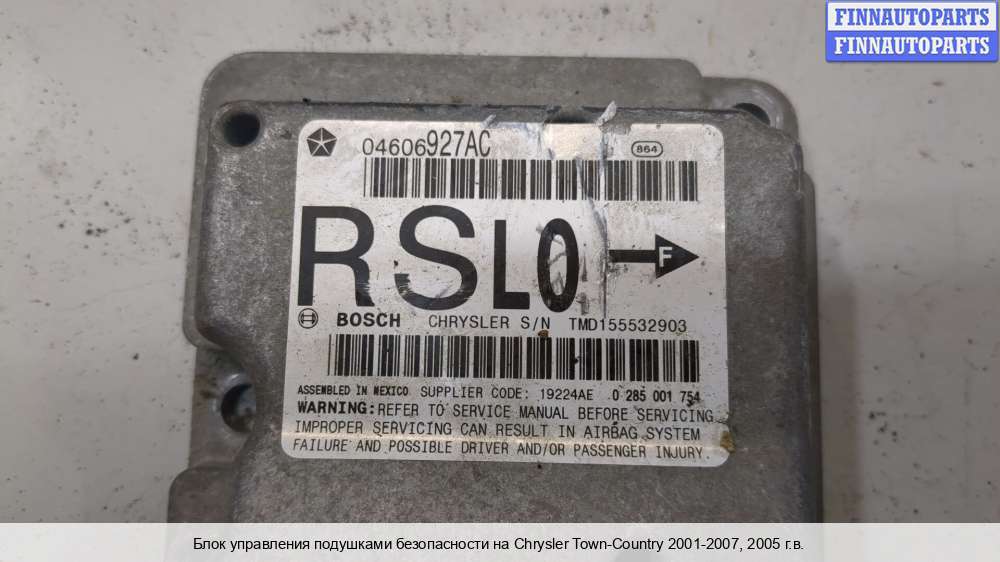 FINNAUTOPARTS
FINNAUTOPARTS
04606927AC
864
RSL0
F
BOSCH CHRYSLER S/N TMD155532903
ASSEMBLED IN MEXICO SUPPLIER CODE: 19224AE 0 285 001 754
WARNING: REFER TO SERVICE MANUAL BEFORE SERVICING.
IMPROPER SERVICING CAN RESULT IN AIRBAG SYSTEM
FAILURE AND POSSIBLE DRIVER AND/OR PASSENGER INJURY.
Блок управления подушками безопасности на Chrysler Town-Country 2001-2007, 2005 г.в.